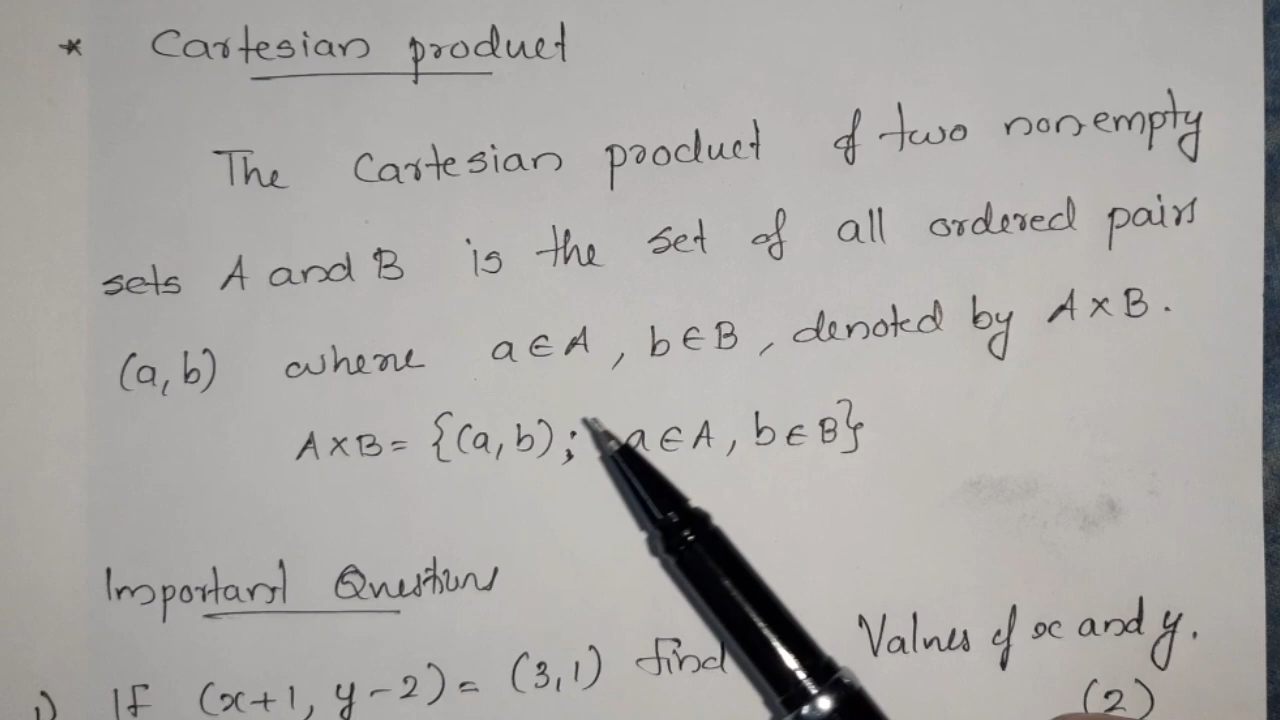 * Cartesian product
The Cartesian product of two nonempty
sets A and B is the set of all ordered pairs
(a,b) where a∈A, b∈B, denoted by A×B.
A×B = {(a,b); a∈A, b∈B}
Important Questions
1) If (x+1, y-2) = (3,1) find Values of x and y.
(2)